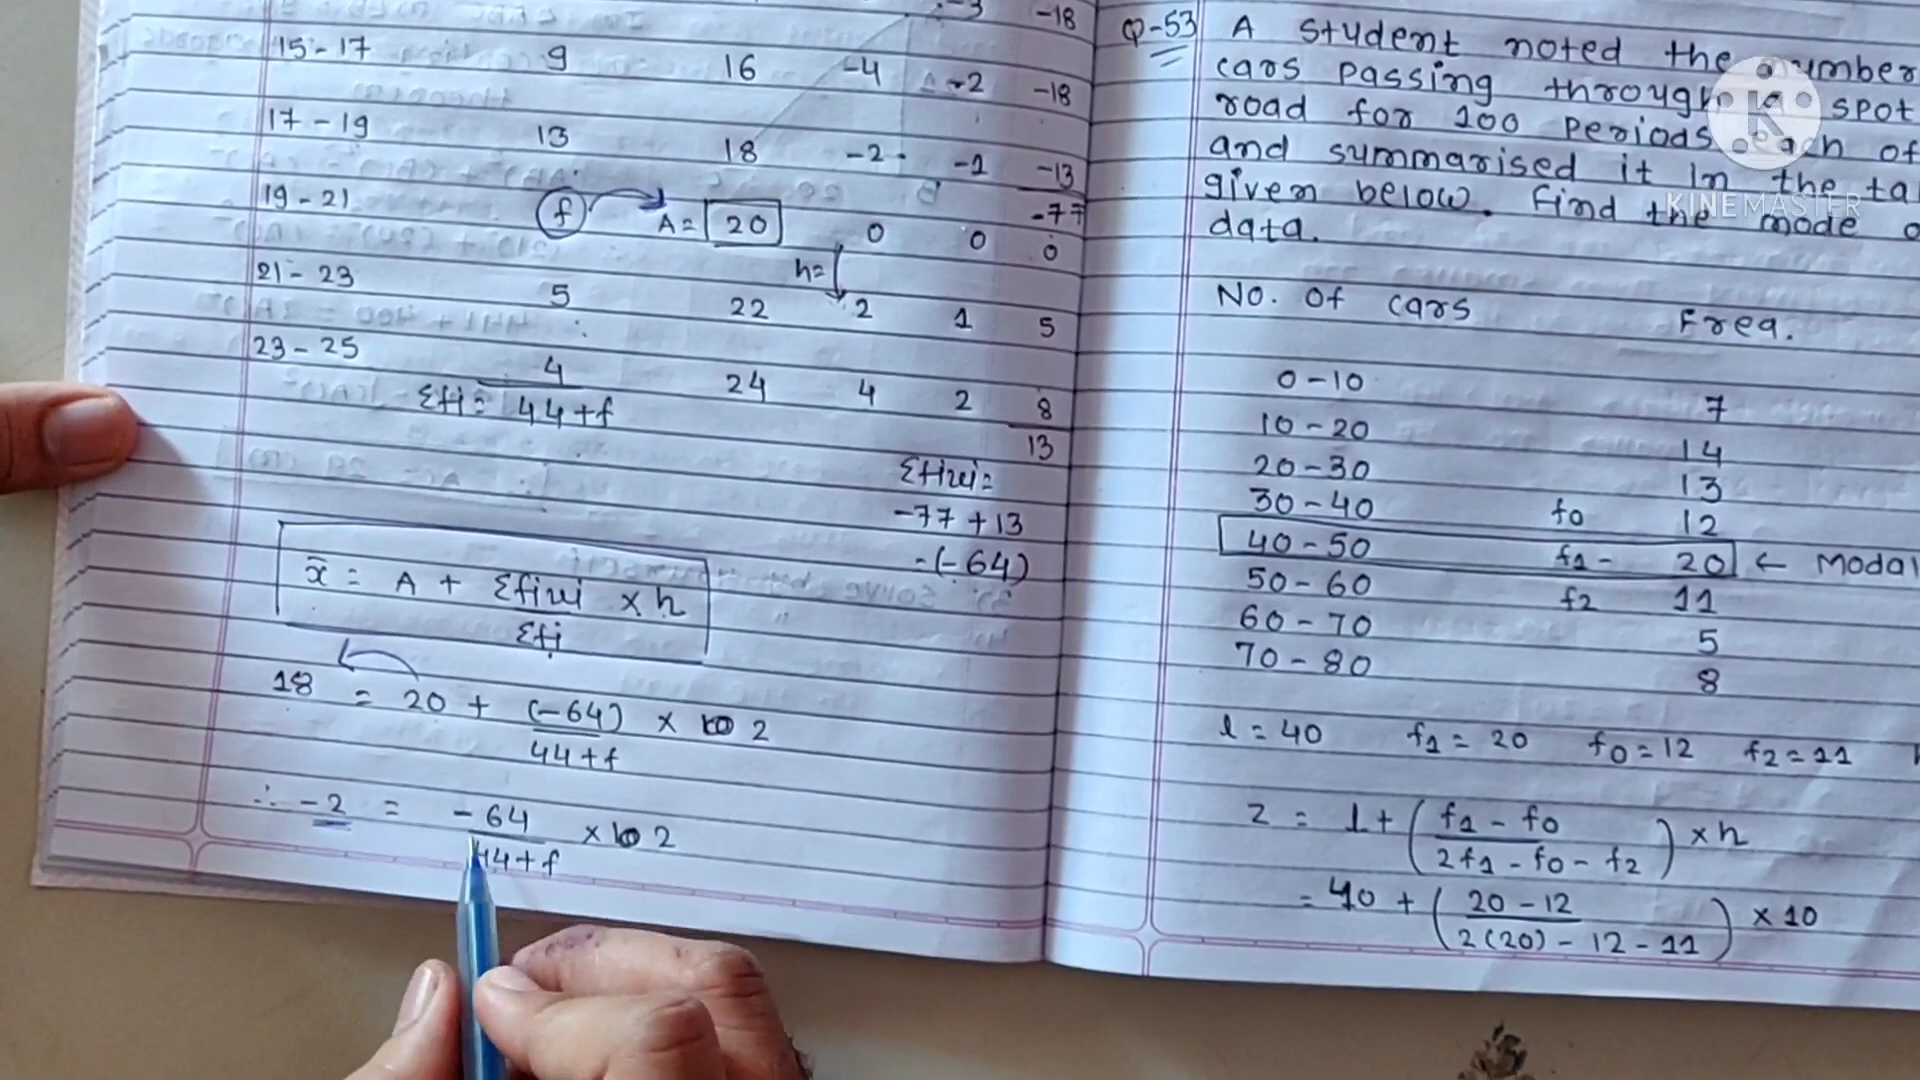 -3 -18
15-17 9 16 -4 -2 -18
17-19 13 18 -2 -1 -13
-77
19-21 f A= 20 0 0 0
h=
21-23 5 22 2 1 5
23-25 4 24 4 2 8
Σfi= 44+f 13
Σfiui=
-77+13
-(-64)
x̄ = A + Σfiui × h
Σfi
18 = 20 + (-64) × 2
44+f
∴ -2 = -64 × 2
44+f
Q-53 A student noted the number
cars passing through spot
road for 100 periods each of
and summarised it in the ta
given below. Find the mode o
data.
No. of cars Freq.
0-10 7
10-20 14
20-30 13
30-40 f0 12
40-50 f1- 20 ← Modal
50-60 f2 11
60-70 5
70-80 8
l=40 f1=20 f0=12 f2=11
Z = l+(f1-f0 / 2f1-f0-f2)×h
= 40+(20-12 / 2(20)-12-11)×10
K
KINEMASTER